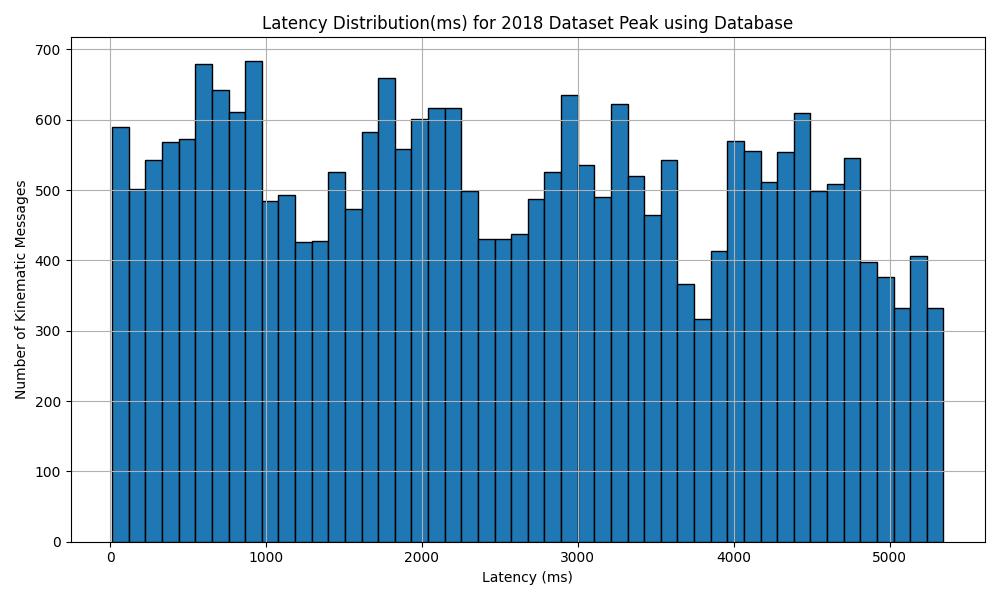 Latency Distribution(ms) for 2018 Dataset Peak using Database
Number of Kinematic Messages
700
600
500
400
300
200
100
0
0 1000 2000 3000 4000 5000
Latency (ms)